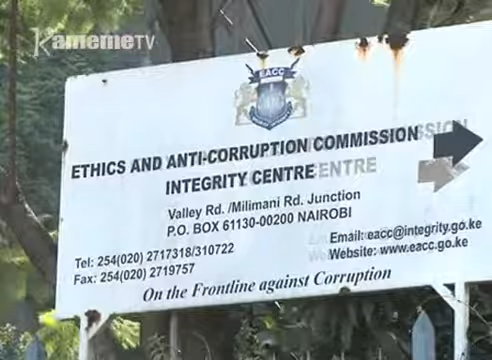 KamemeTV
EACC
ETHICS AND ANTI-CORRUPTION COMMISSION
INTEGRITY CENTRE
Valley Rd. /Milimani Rd. Junction
P.O. BOX 61130-00200 NAIROBI
Tel: 254(020) 2717318/310722
Fax: 254(020) 2719757
Email: eacc@integrity.go.ke
Website: www.eacc.go.ke
On the Frontline against Corruption